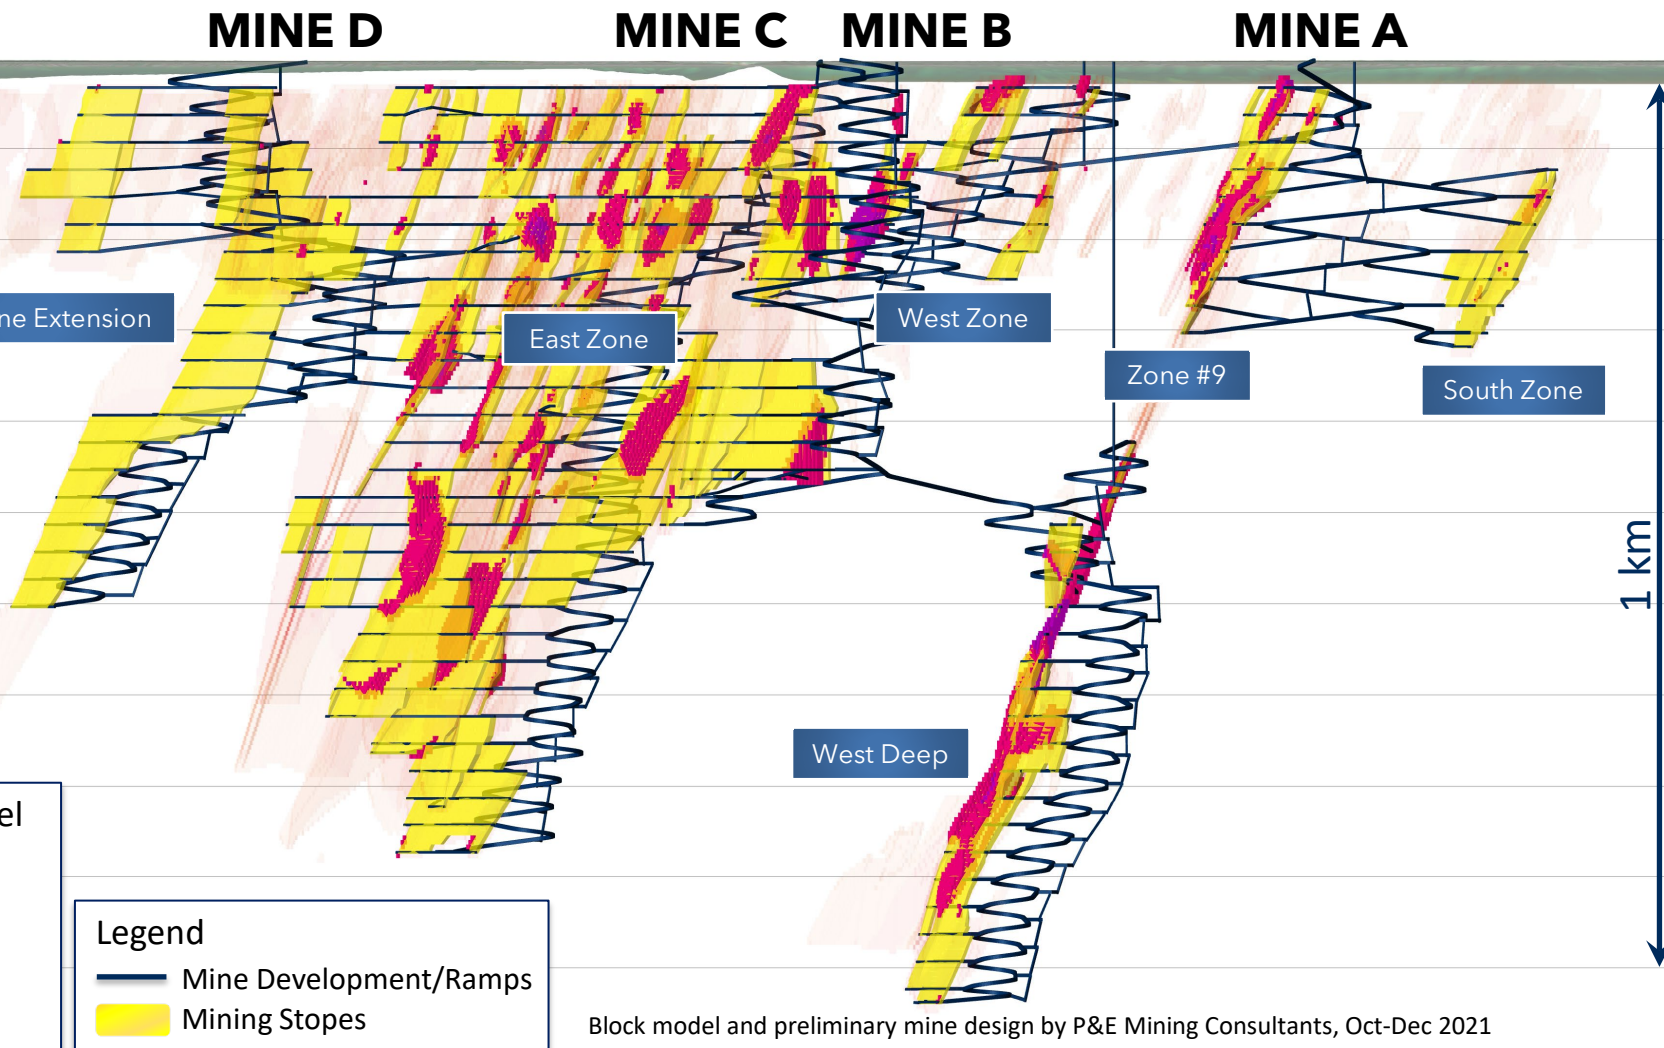 MINE D MINE C MINE B MINE A
ne Extension
East Zone
West Zone
Zone #9
South Zone
1 km
West Deep
el
Legend
Mine Development/Ramps
Mining Stopes
Block model and preliminary mine design by P&E Mining Consultants, Oct-Dec 2021